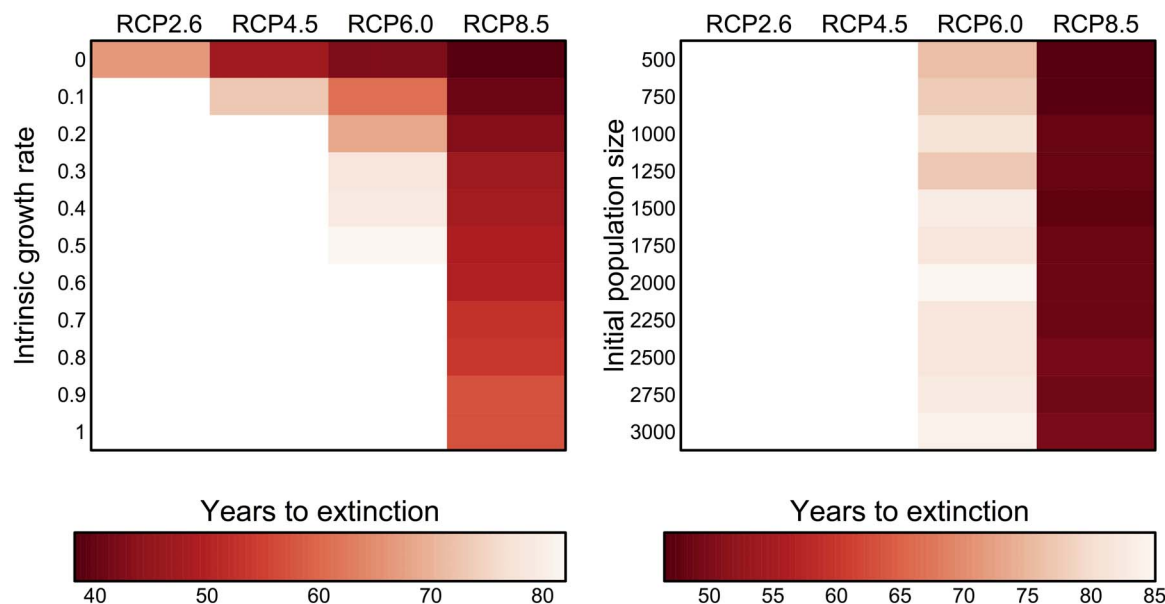 RCP2.6 RCP4.5 RCP6.0 RCP8.5
Intrinsic growth rate
0
0.1
0.2
0.3
0.4
0.5
0.6
0.7
0.8
0.9
1
Years to extinction
40 50 60 70 80
RCP2.6 RCP4.5 RCP6.0 RCP8.5
Initial population size
500
750
1000
1250
1500
1750
2000
2250
2500
2750
3000
Years to extinction
50 55 60 65 70 75 80 85